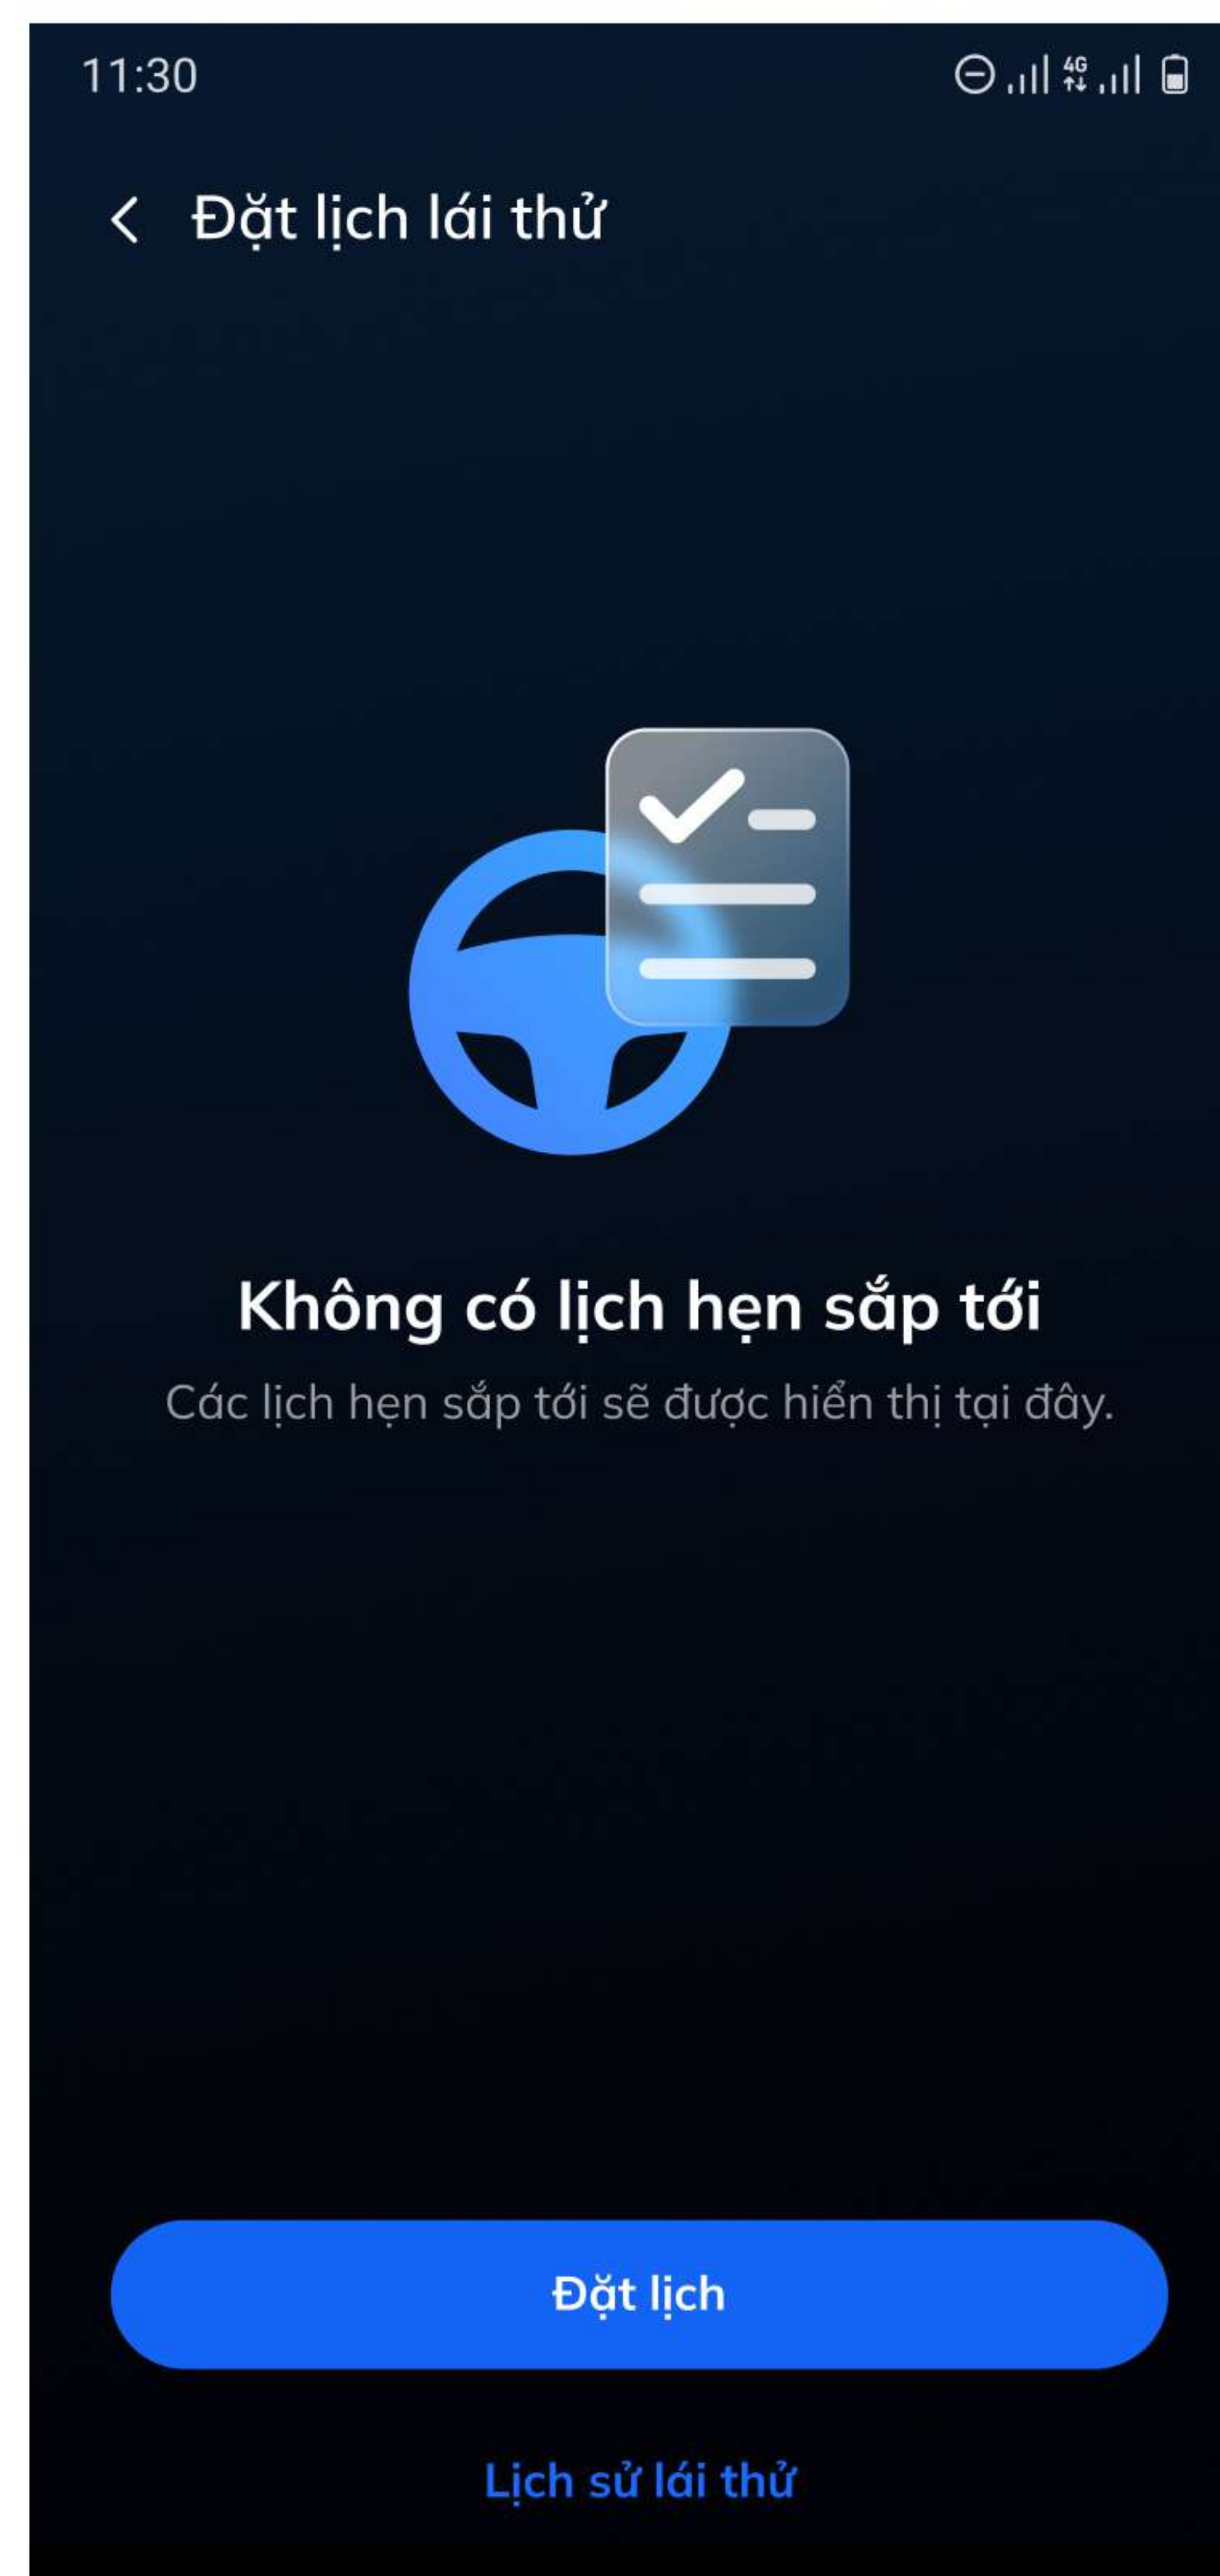 11:30
4G
Đặt lịch lái thử
Không có lịch hẹn sắp tới
Các lịch hẹn sắp tới sẽ được hiển thị tại đây.
Đặt lịch
Lịch sử lái thử